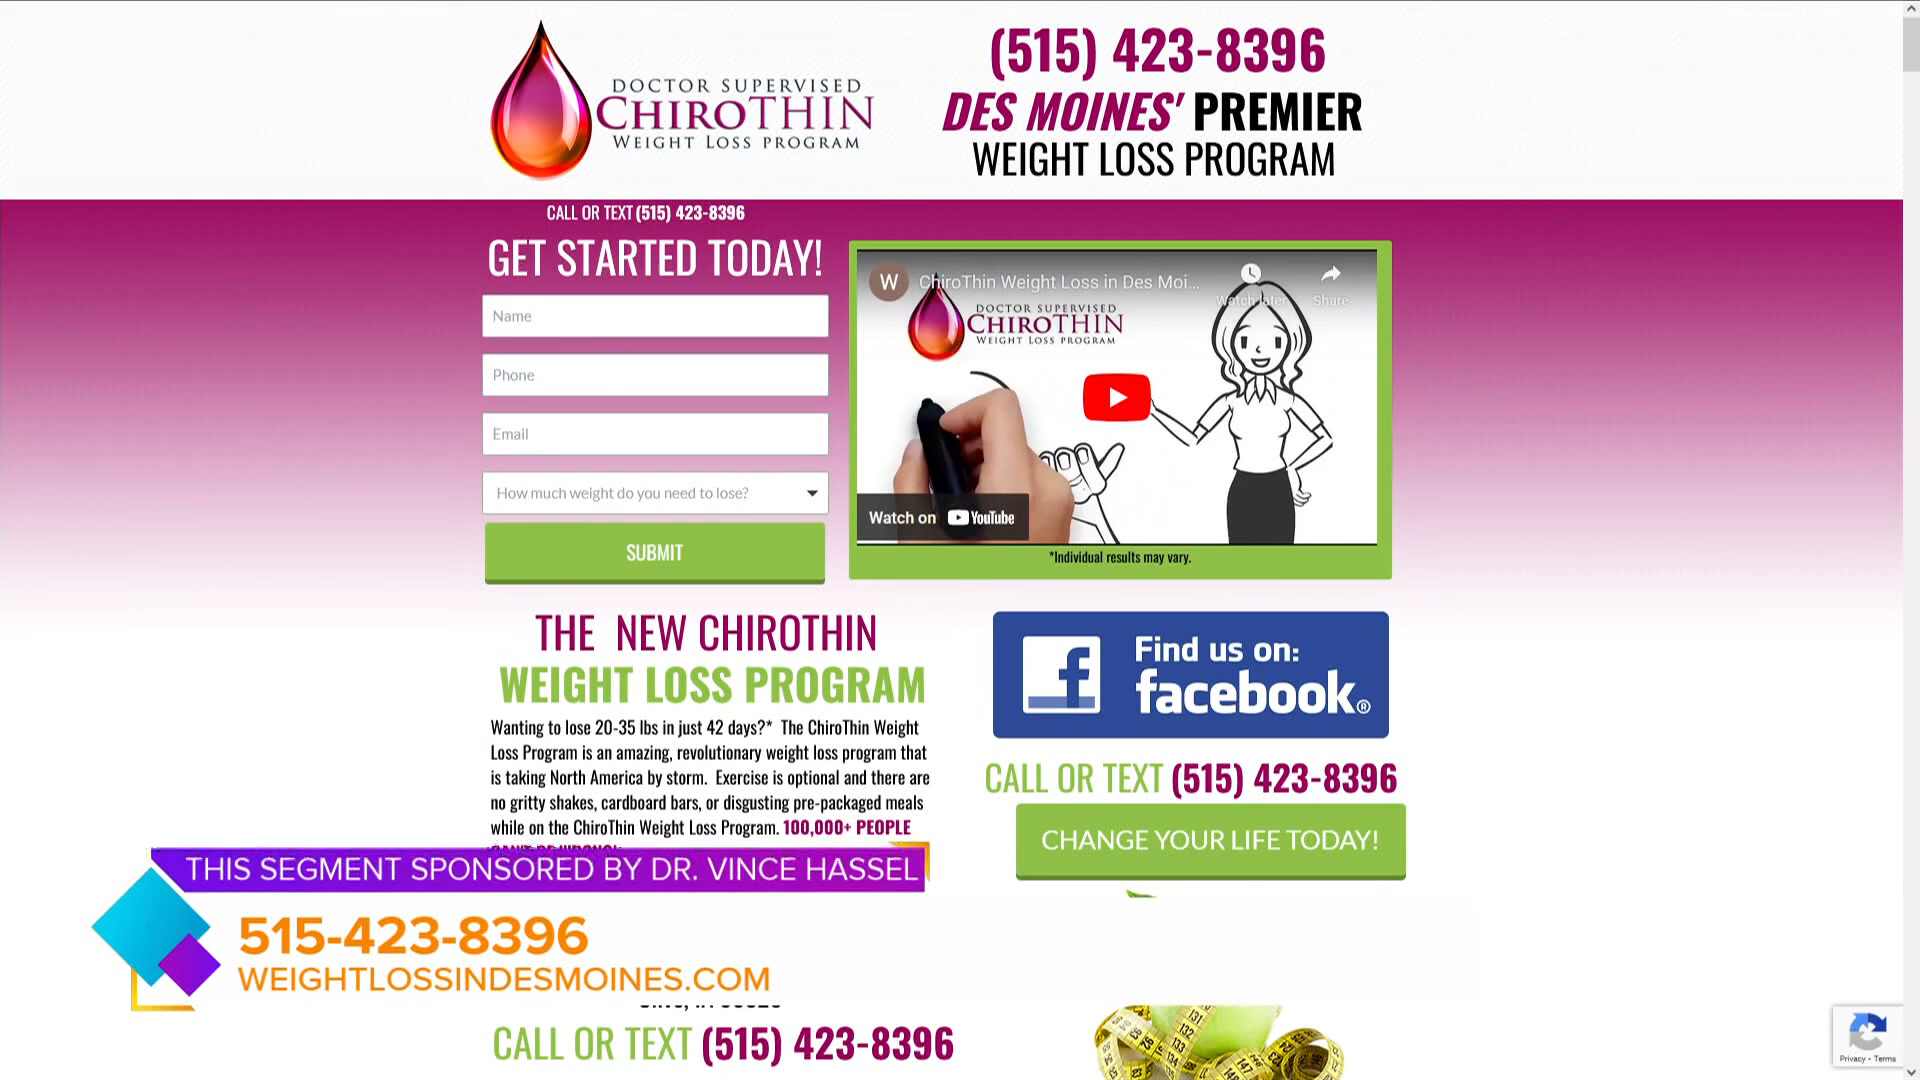 DOCTOR SUPERVISED
CHIROTHIN
WEIGHT LOSS PROGRAM
(515) 423-8396
DES MOINES' PREMIER
WEIGHT LOSS PROGRAM
CALL OR TEXT (515) 423-8396
GET STARTED TODAY!
Name
Phone
Email
How much weight do you need to lose?
SUBMIT
W
ChiroThin Weight Loss in Des Moi...
Watch later
Share
DOCTOR SUPERVISED
CHIROTHIN
WEIGHT LOSS PROGRAM
Watch on YouTube
*Individual results may vary.
THE NEW CHIROTHIN
WEIGHT LOSS PROGRAM
Wanting to lose 20-35 lbs in just 42 days?* The ChiroThin Weight
Loss Program is an amazing, revolutionary weight loss program that
is taking North America by storm. Exercise is optional and there are
no gritty shakes, cardboard bars, or disgusting pre-packaged meals
while on the ChiroThin Weight Loss Program. 100,000+ PEOPLE
Find us on:
facebook®
CALL OR TEXT (515) 423-8396
CHANGE YOUR LIFE TODAY!
THIS SEGMENT SPONSORED BY DR. VINCE HASSEL
515-423-8396
WEIGHTLOSSINDESMOINES.COM
CALL OR TEXT (515) 423-8396
131
132
133
Privacy - Terms